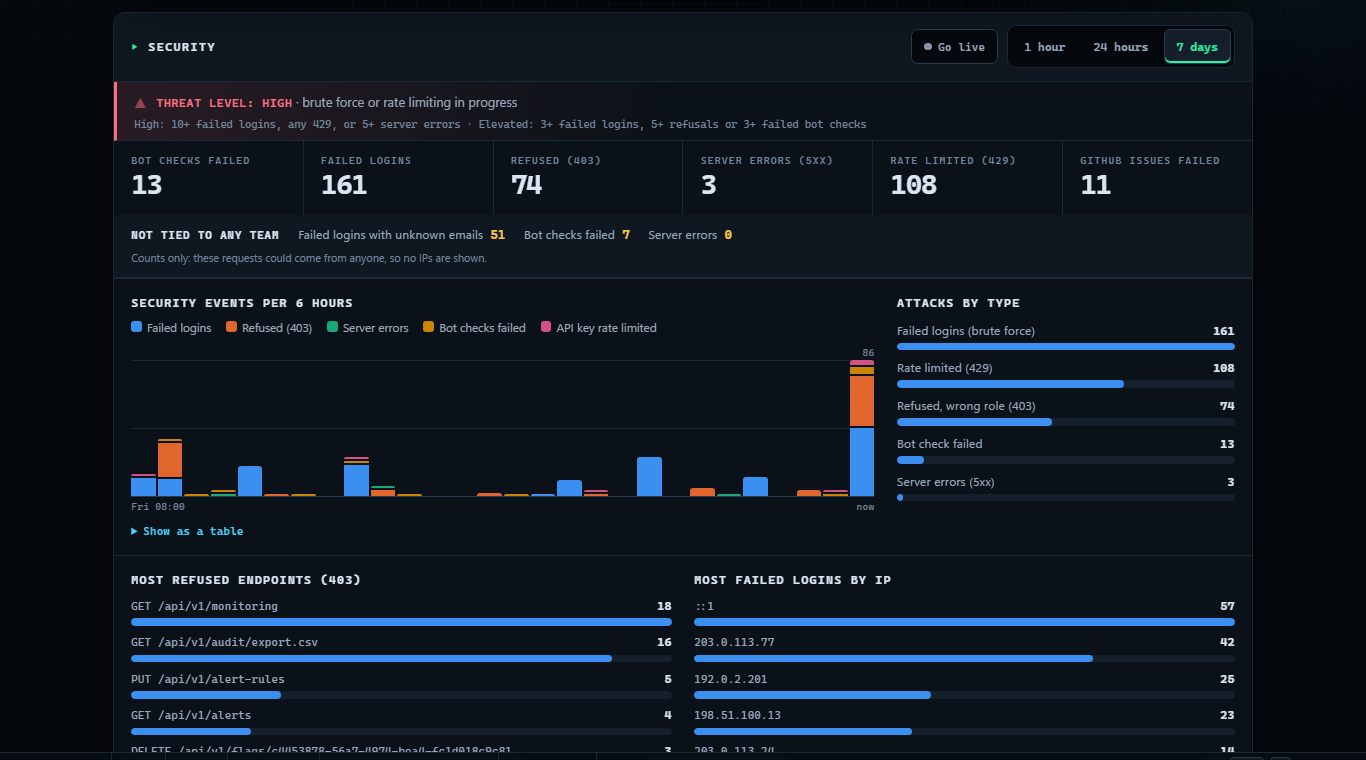 SECURITY
Go live
1 hour 24 hours 7 days
THREAT LEVEL: HIGH · brute force or rate limiting in progress
High: 10+ failed logins, any 429, or 5+ server errors · Elevated: 3+ failed logins, 5+ refusals or 3+ failed bot checks
BOT CHECKS FAILED
13
FAILED LOGINS
161
REFUSED (403)
74
SERVER ERRORS (5XX)
3
RATE LIMITED (429)
108
GITHUB ISSUES FAILED
11
NOT TIED TO ANY TEAM Failed logins with unknown emails 51 Bot checks failed 7 Server errors 0
Counts only: these requests could come from anyone, so no IPs are shown.
SECURITY EVENTS PER 6 HOURS
Failed logins Refused (403) Server errors Bot checks failed API key rate limited
86
Fri 08:00 now
Show as a table
ATTACKS BY TYPE
Failed logins (brute force) 161
Rate limited (429) 108
Refused, wrong role (403) 74
Bot check failed 13
Server errors (5xx) 3
MOST REFUSED ENDPOINTS (403)
GET /api/v1/monitoring 18
GET /api/v1/audit/export.csv 16
PUT /api/v1/alert-rules 5
GET /api/v1/alerts 4
MOST FAILED LOGINS BY IP
::1 57
203.0.113.77 42
192.0.2.201 25
198.51.100.13 23
203.0.113.24 14